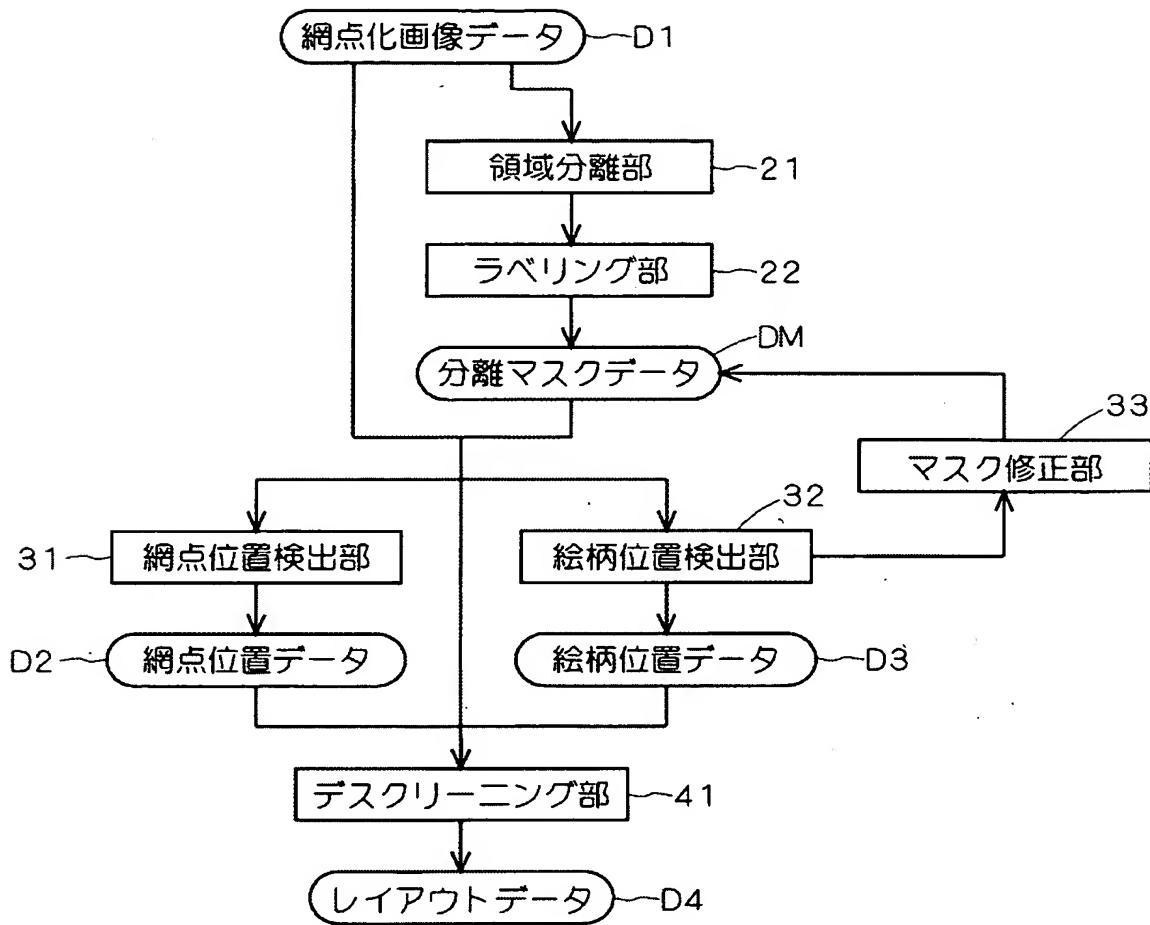 網点化画像データ D1
領域分離部 21
ラベリング部 22
DM
分離マスクデータ
33
マスク修正部
32
31 網点位置検出部 絵柄位置検出部
D2 網点位置データ 絵柄位置データ D3
デスクリーニング部 41
レイアウトデータ D4